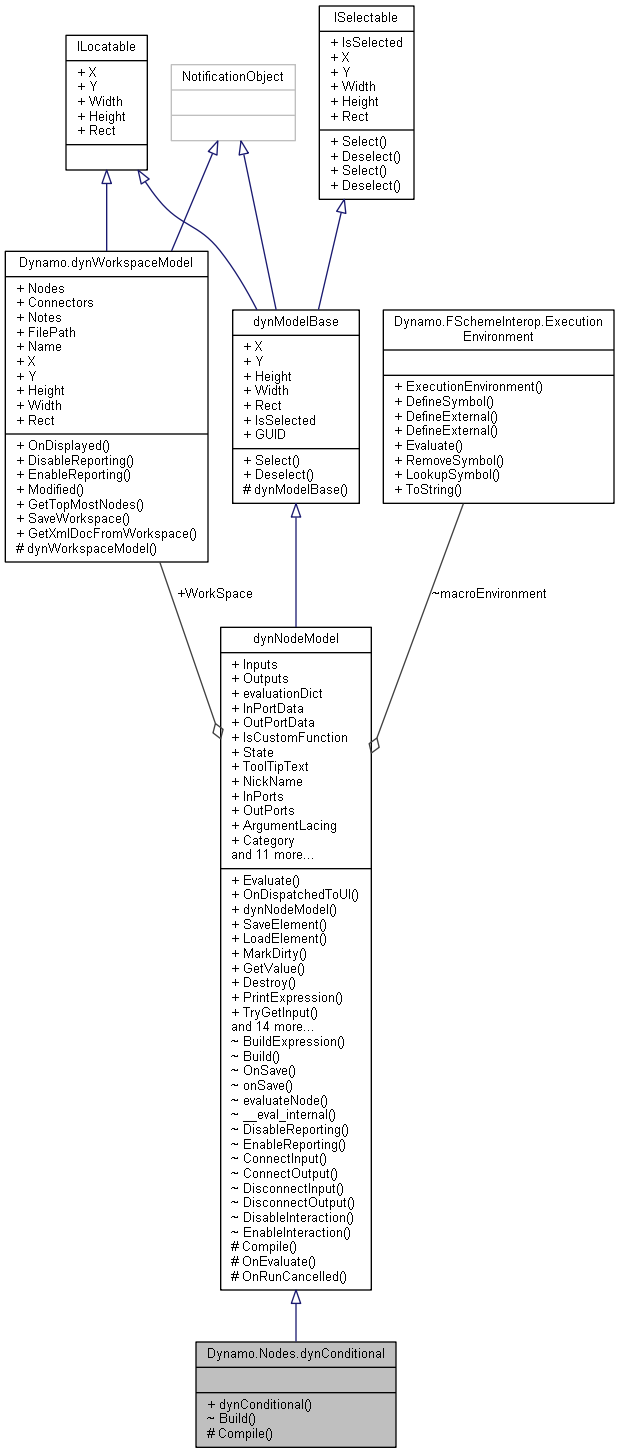 ISelectable
+ IsSelected
+ X
+ Y
+ Width
+ Height
+ Rect
+ Select()
+ Deselect()
+ Select()
+ Deselect()
ILocatable
+ X
+ Y
+ Width
+ Height
+ Rect
NotificationObject
Dynamo.dynWorkspaceModel
+ Nodes
+ Connectors
+ Notes
+ FilePath
+ Name
+ X
+ Y
+ Height
+ Width
+ Rect
+ OnDisplayed()
+ DisableReporting()
+ EnableReporting()
+ Modified()
+ GetTopMostNodes()
+ SaveWorkspace()
+ GetXmlDocFromWorkspace()
# dynWorkspaceModel()
dynModelBase
+ X
+ Y
+ Height
+ Width
+ Rect
+ IsSelected
+ GUID
+ Select()
+ Deselect()
# dynModelBase()
Dynamo.FSchemeInterop.Execution
Environment
+ ExecutionEnvironment()
+ DefineSymbol()
+ DefineExternal()
+ DefineExternal()
+ Evaluate()
+ RemoveSymbol()
+ LookupSymbol()
+ ToString()
+WorkSpace
~macroEnvironment
dynNodeModel
+ Inputs
+ Outputs
+ evaluationDict
+ InPortData
+ OutPortData
+ IsCustomFunction
+ State
+ ToolTipText
+ NickName
+ InPorts
+ OutPorts
+ ArgumentLacing
+ Category
and 11 more...
+ Evaluate()
+ OnDispatchedToUI()
+ dynNodeModel()
+ SaveElement()
+ LoadElement()
+ MarkDirty()
+ GetValue()
+ Destroy()
+ PrintExpression()
+ TryGetInput()
and 14 more...
~ BuildExpression()
~ Build()
~ OnSave()
~ onSave()
~ evaluateNode()
~ __eval_internal()
~ DisableReporting()
~ EnableReporting()
~ ConnectInput()
~ ConnectOutput()
~ DisconnectInput()
~ DisconnectOutput()
~ DisableInteraction()
~ EnableInteraction()
# Compile()
# OnEvaluate()
# OnRunCancelled()
Dynamo.Nodes.dynConditional
+ dynConditional()
~ Build()
# Compile()